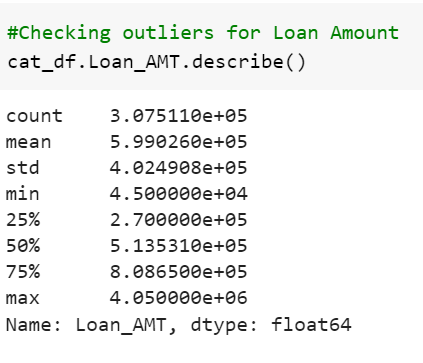 #Checking outliers for Loan Amount
cat_df.Loan_AMT.describe()
count    3.075110e+05
mean     5.990260e+05
std      4.024908e+05
min      4.500000e+04
25%      2.700000e+05
50%      5.135310e+05
75%      8.086500e+05
max      4.050000e+06
Name: Loan_AMT, dtype: float64